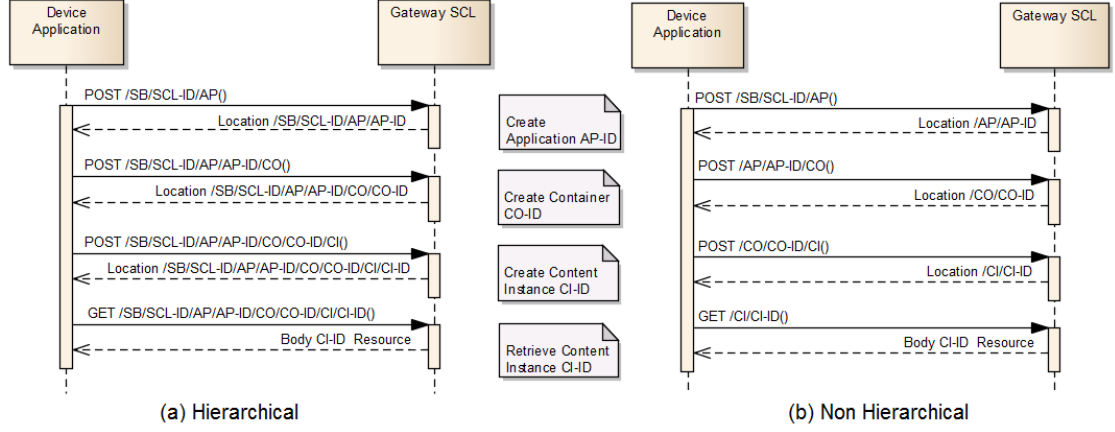 Device
Application
Gateway SCL
POST /SB/SCL-ID/AP()
Location /SB/SCL-ID/AP/AP-ID
POST /SB/SCL-ID/AP/AP-ID/CO()
Location /SB/SCL-ID/AP/AP-ID/CO/CO-ID
POST /SB/SCL-ID/AP/AP-ID/CO/CO-ID/CI()
Location /SB/SCL-ID/AP/AP-ID/CO/CO-ID/CI/CI-ID
GET /SB/SCL-ID/AP/AP-ID/CO/CO-ID/CI/CI-ID()
Body CI-ID Resource
(a) Hierarchical
Create
Application AP-ID
Create Container
CO-ID
Create Content
Instance CI-ID
Retrieve Content
Instance CI-ID
Device
Application
Gateway SCL
POST /SB/SCL-ID/AP()
Location /AP/AP-ID
POST /AP/AP-ID/CO()
Location /CO/CO-ID
POST /CO/CO-ID/CI()
Location /CI/CI-ID
GET /CI/CI-ID()
Body CI-ID Resource
(b) Non Hierarchical